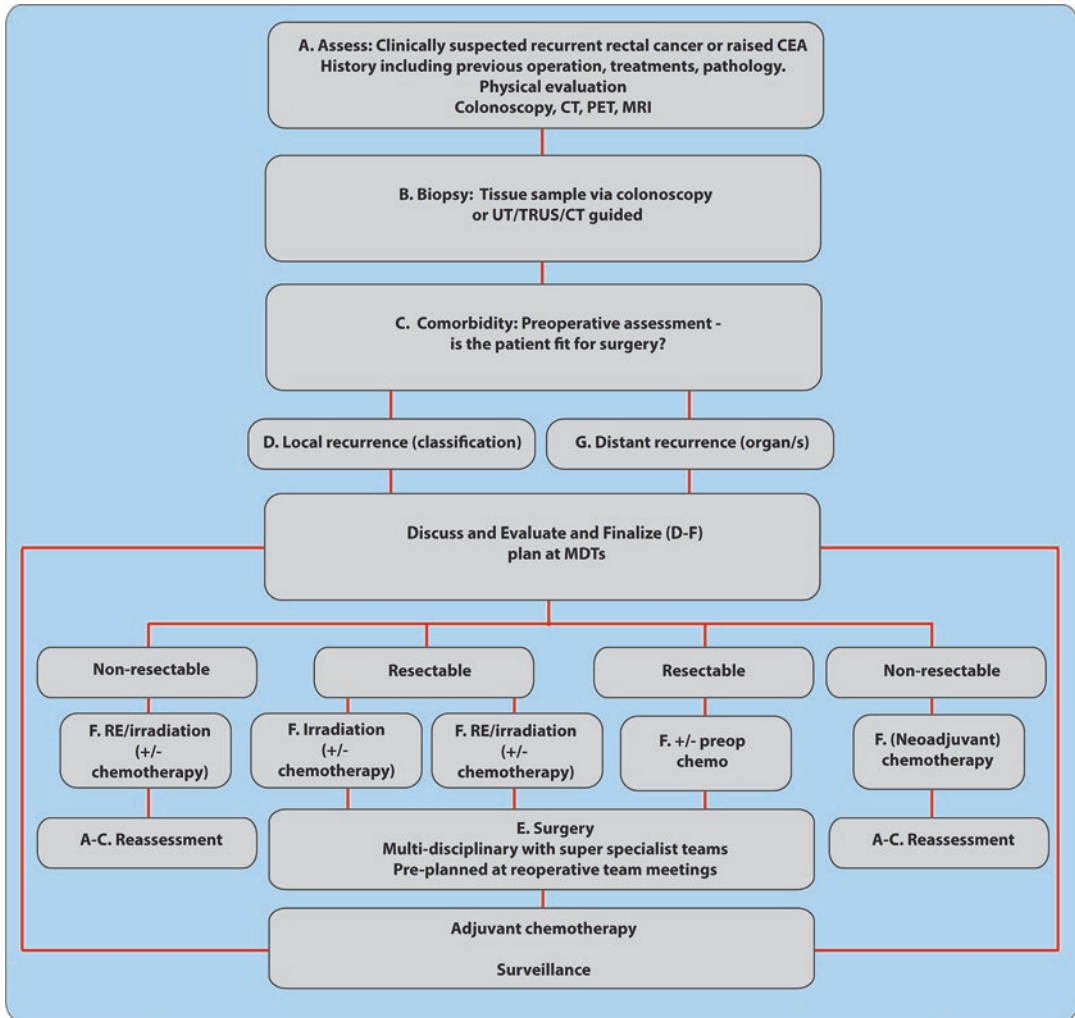 A. Assess: Clinically suspected recurrent rectal cancer or raised CEA
History including previous operation, treatments, pathology.
Physical evaluation
Colonoscopy, CT, PET, MRI
B. Biopsy: Tissue sample via colonoscopy
or UT/TRUS/CT guided
C. Comorbidity: Preoperative assessment -
is the patient fit for surgery?
D. Local recurrence (classification)
G. Distant recurrence (organ/s)
Discuss and Evaluate and Finalize (D-F)
plan at MDTs
Non-resectable
Resectable
Resectable
Non-resectable
F. RE/irradiation
(+/-
chemotherapy)
F. Irradiation
(+/-
chemotherapy)
F. RE/irradiation
(+/-
chemotherapy)
F. +/- preop
chemo
F. (Neoadjuvant)
chemotherapy
A-C. Reassessment
E. Surgery
Multi-disciplinary with super specialist teams
Pre-planned at reoperative team meetings
A-C. Reassessment
Adjuvant chemotherapy
Surveillance